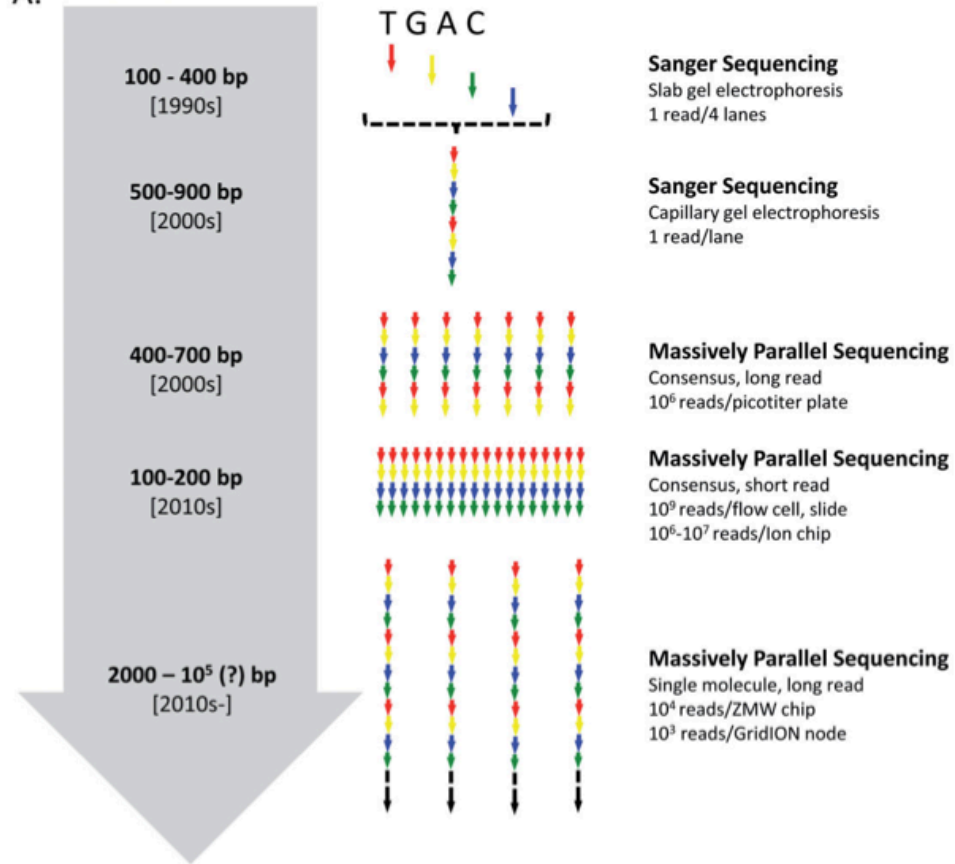 A.
T G A C
100 - 400 bp
[1990s]
Sanger Sequencing
Slab gel electrophoresis
1 read/4 lanes
500-900 bp
[2000s]
Sanger Sequencing
Capillary gel electrophoresis
1 read/lane
400-700 bp
[2000s]
Massively Parallel Sequencing
Consensus, long read
10⁶ reads/picotiter plate
100-200 bp
[2010s]
Massively Parallel Sequencing
Consensus, short read
10⁹ reads/flow cell, slide
10⁶-10⁷ reads/Ion chip
2000 – 10⁵ (?) bp
[2010s-]
Massively Parallel Sequencing
Single molecule, long read
10⁴ reads/ZMW chip
10³ reads/GridION node